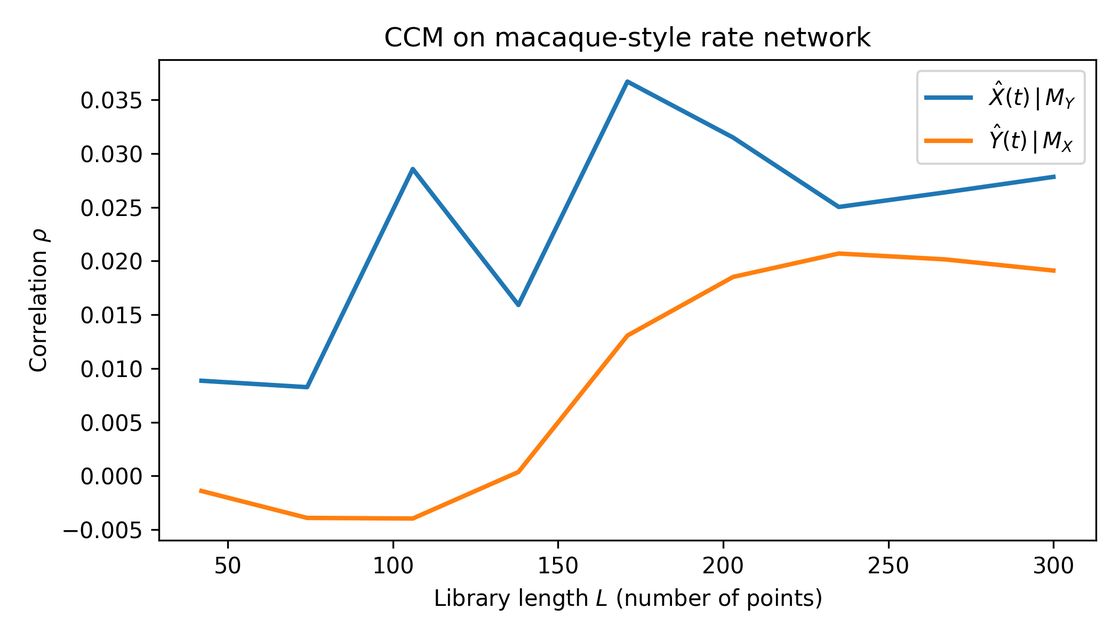 CCM on macaque-style rate network
Correlation ρ
0.035
0.030
0.025
0.020
0.015
0.010
0.005
0.000
−0.005
X̂(t) | M_Y
Ŷ(t) | M_X
50 100 150 200 250 300
Library length L (number of points)